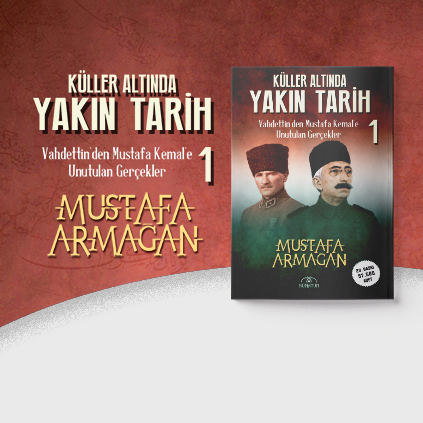 KÜLLER ALTINDA
YAKIN TARİH
Vahdettin'den Mustafa Kemal'e
Unutulan Gerçekler
1
MUSTAFA
ARMAĞAN
KÜLLER ALTINDA
YAKIN TARİH
Vahdettin'den Mustafa Kemal'e
Unutulan Gerçekler
1
MUSTAFA
ARMAĞAN